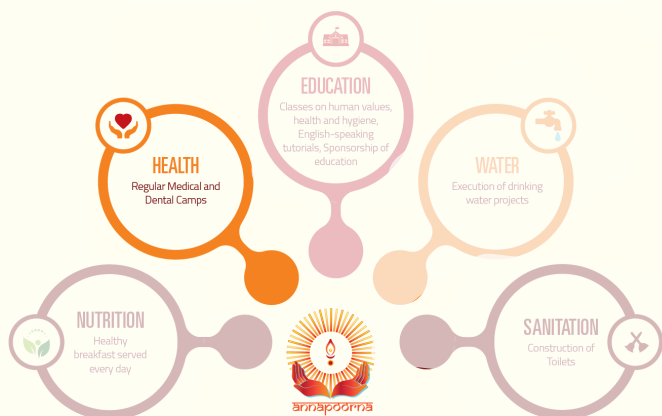 EDUCATION
Classes on human values,
health and hygiene,
English-speaking
tutorials, Sponsorship of
education
HEALTH
Regular Medical and
Dental Camps
WATER
Execution of drinking
water projects
NUTRITION
Healthy
breakfast served
every day
SANITATION
Construction of
Toilets
annapoorna